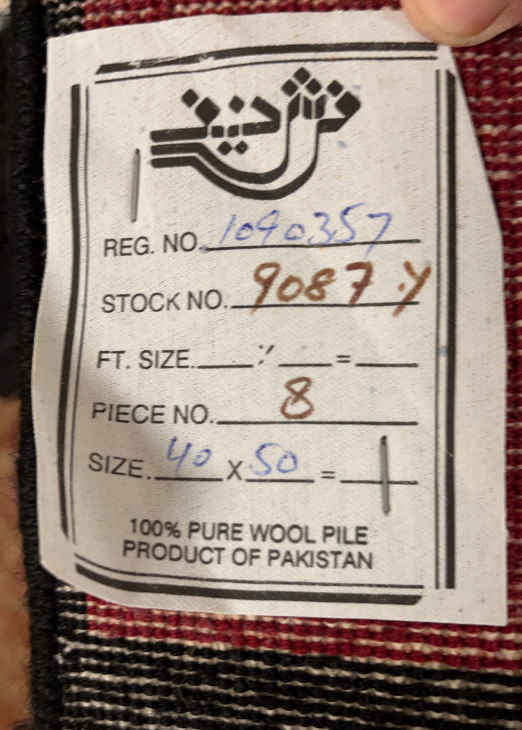 REG. NO. 1090357
STOCK NO. 9087.Y
FT. SIZE. ⁒ =
PIECE NO. 8
SIZE. 40 X 50 =
100% PURE WOOL PILE
PRODUCT OF PAKISTAN